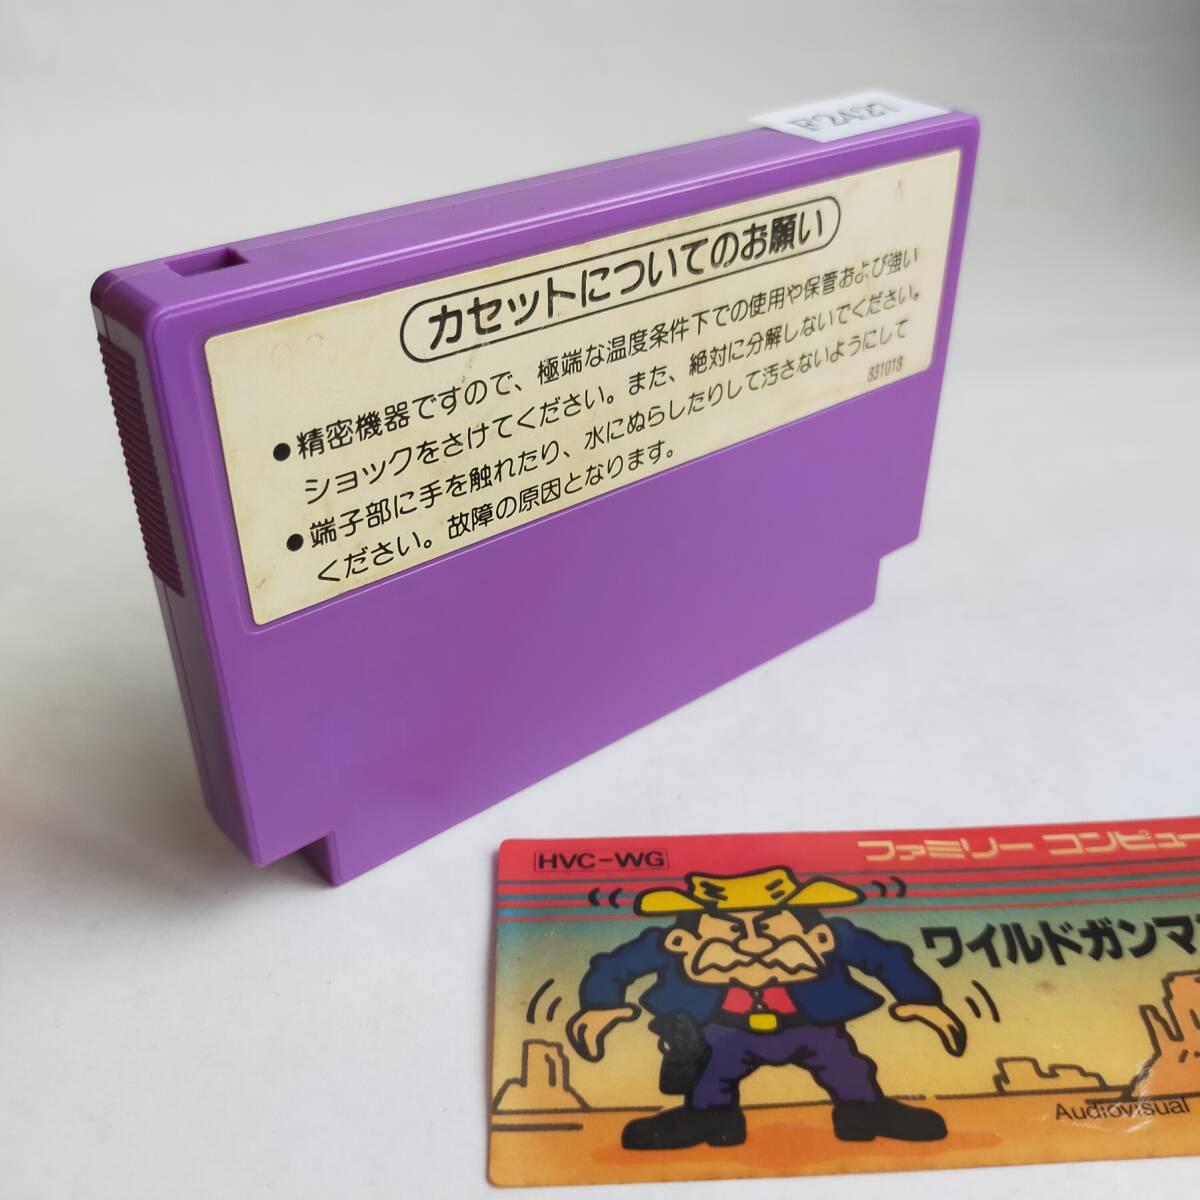 F2427
カセットについてのお願い
●精密機器ですので、極端な温度条件下での使用や保管および強い
ショックをさけてください。また、絶対に分解しないでください。
●端子部に手を触れたり、水にぬらしたりして汚さないようにして
ください。故障の原因となります。
831018
HVC-WG
ファミリー コンピュー
ワイルドガンマ
Audiovisual